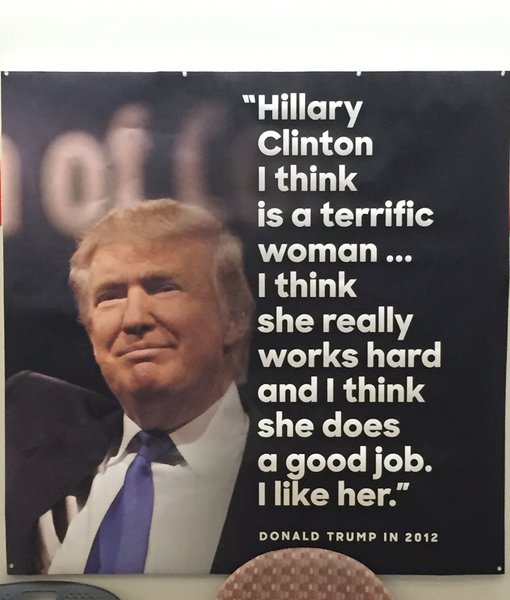 "Hillary
Clinton
I think
is a terrific
woman ...
I think
she really
works hard
and I think
she does
a good job.
I like her."
DONALD TRUMP IN 2012